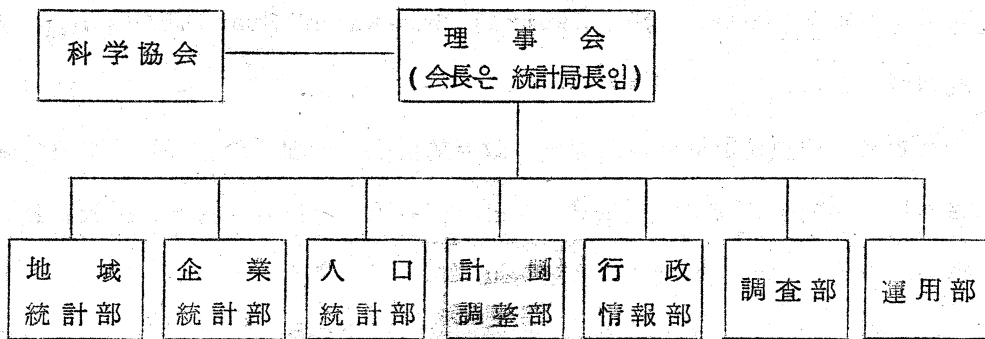 科学協会
理事会
(会長은 統計局長임)
地域
統計部
企業
統計部
人口
統計部
計劃
調整部
行政
情報部
調査部
運用部